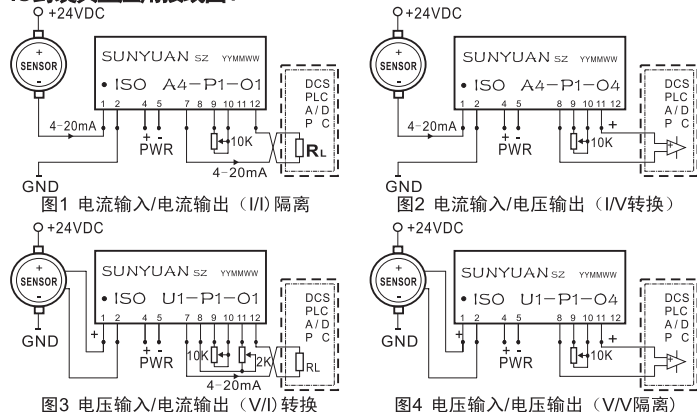 +24VDC
+
SENSOR
-
SUNYUAN SZ YYMMWW
ISO A4-P1-O1
1 2 4 5 7 8 9 10 11 12
4-20mA
+ -
PWR
10K
RL
4-20mA
DCS
PLC
A/D
P C
GND
图1 电流输入/电流输出（I/I)隔离
+24VDC
+
SENSOR
-
SUNYUAN SZ YYMMWW
ISO A4-P1-O4
1 2 4 5 8 9 10 11
4-20mA
+ -
PWR
10K
+
DCS
PLC
A/D
P C
+
-
GND
图2 电流输入/电压输出（I/V转换）
+24VDC
+
SENSOR
-
SUNYUAN SZ YYMMWW
ISO U1-P1-O1
1 2 4 5 7 8 9 10 11 12
+
+ -
PWR
10K
2K
RL
4-20mA
DCS
PLC
A/D
P C
GND
图3 电压输入/电流输出（V/I)转换
+24VDC
+
SENSOR
-
SUNYUAN SZ YYMMWW
ISO U1-P1-O4
1 2 4 5 8 9 10 11
+
+ -
PWR
10K
+
DCS
PLC
A/D
P C
+
-
GND
图4 电压输入/电压输出（V/V隔离）